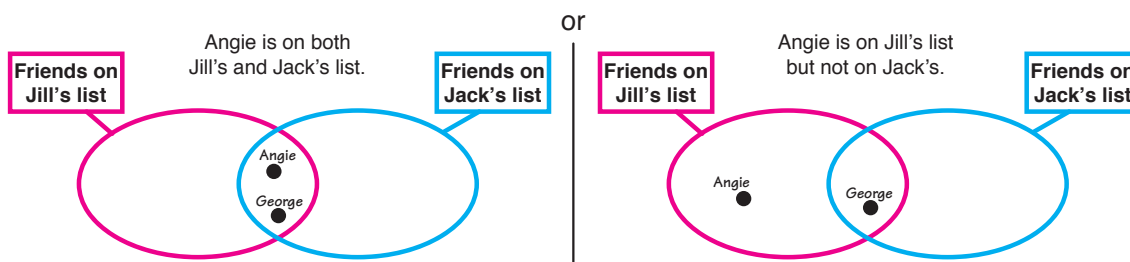 or
Angie is on both
Jill's and Jack's list.
Friends on
Jill's list
Friends on
Jack's list
Angie
George
Angie is on Jill's list
but not on Jack's.
Friends on
Jill's list
Friends on
Jack's list
Angie
George